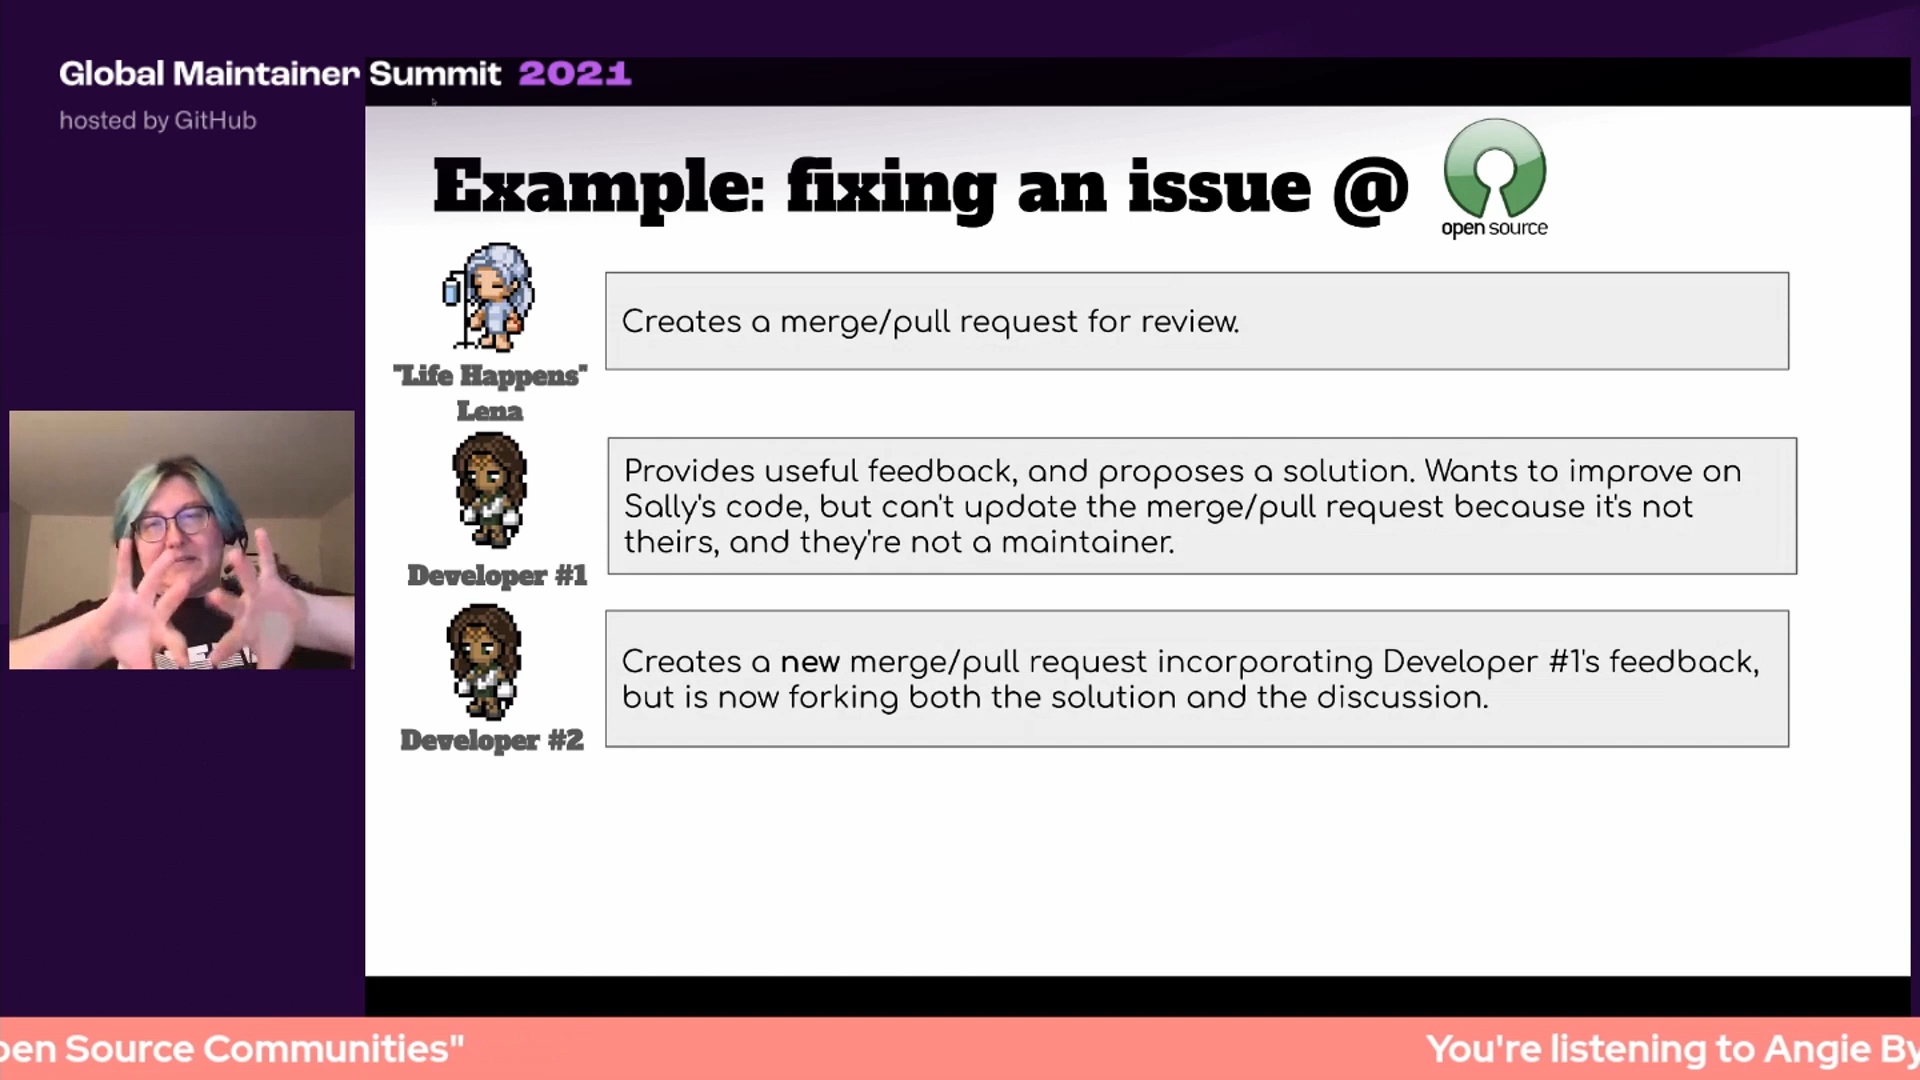 Global Maintainer Summit 2021
hosted by GitHub
Example: fixing an issue @
open source
"Life Happens"
Lena
Creates a merge/pull request for review.
Developer #1
Provides useful feedback, and proposes a solution. Wants to improve on
Sally's code, but can't update the merge/pull request because it's not
theirs, and they're not a maintainer.
Developer #2
Creates a new merge/pull request incorporating Developer #1's feedback,
but is now forking both the solution and the discussion.
Source Communities" You're listening to Angie